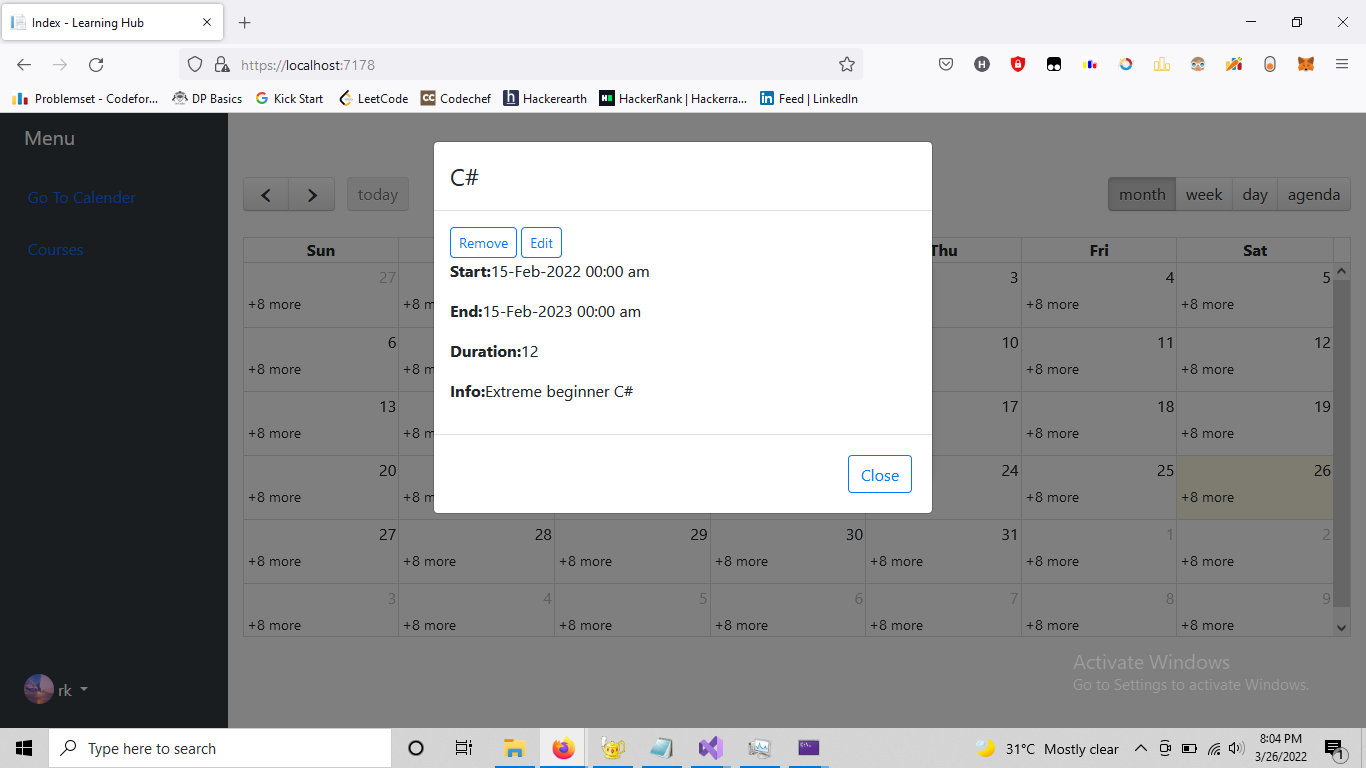 Index - Learning Hub
https://localhost:7178
Problemset - Codefor... DP Basics Kick Start LeetCode Codechef Hackerearth HackerRank | Hackerra... Feed | LinkedIn
Menu
Go To Calender
Courses
rk
today
month week day agenda
C#
Remove Edit
Start:15-Feb-2022 00:00 am
End:15-Feb-2023 00:00 am
Duration:12
Info:Extreme beginner C#
Close
Sun Thu Fri Sat
27 3 4 5
+8 more +8 m +8 more +8 more
6 10 11 12
+8 more +8 m +8 more +8 more
13 17 18 19
+8 more +8 m +8 more +8 more
20 24 25 26
+8 more +8 m +8 more +8 more
27 28 29 30 31 1 2
+8 more +8 more +8 more +8 more +8 more +8 more +8 more
3 4 5 6 7 8 9
+8 more +8 more +8 more +8 more +8 more +8 more +8 more
Activate Windows
Go to Settings to activate Windows.
Type here to search
31°C Mostly clear
8:04 PM
3/26/2022
1